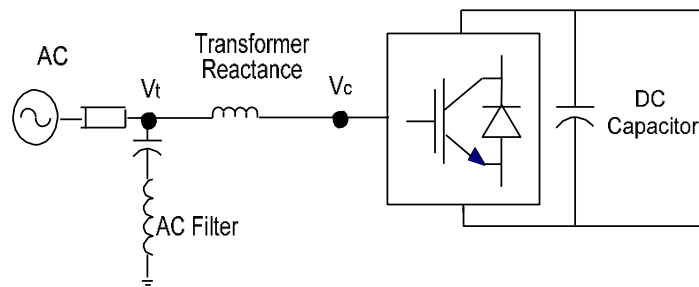 AC
Transformer
Reactance
Vt
Vc
DC
Capacitor
AC Filter